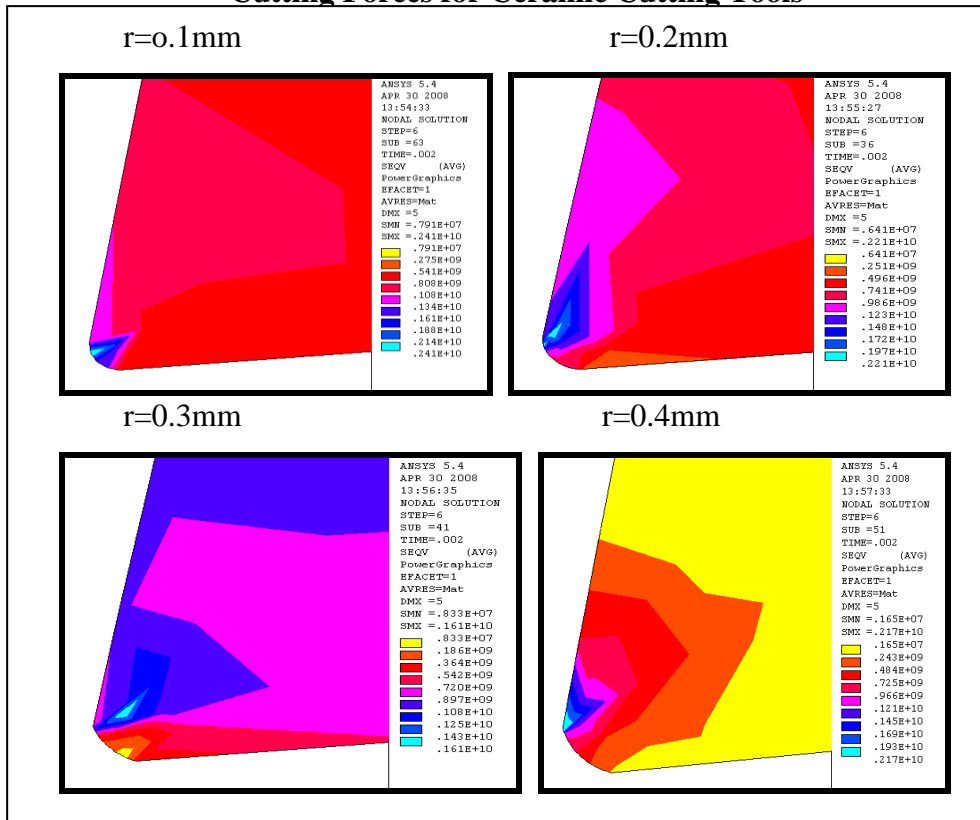 Cutting Forces for Ceramic Cutting Tools
r=o.1mm
r=0.2mm
ANSYS 5.4
APR 30 2008
13:54:33
NODAL SOLUTION
STEP=6
SUB =63
TIME=.002
SEQV (AVG)
PowerGraphics
EFACET=1
AVRES=Mat
DMX =5
SMN =.791E+07
SMX =.241E+10
.791E+07
.275E+09
.541E+09
.808E+09
.108E+10
.134E+10
.161E+10
.188E+10
.214E+10
.241E+10
ANSYS 5.4
APR 30 2008
13:55:27
NODAL SOLUTION
STEP=6
SUB =36
TIME=.002
SEQV (AVG)
PowerGraphics
EFACET=1
AVRES=Mat
DMX =5
SMN =.641E+07
SMX =.221E+10
.641E+07
.251E+09
.496E+09
.741E+09
.986E+09
.123E+10
.148E+10
.172E+10
.197E+10
.221E+10
r=0.3mm
r=0.4mm
ANSYS 5.4
APR 30 2008
13:56:35
NODAL SOLUTION
STEP=6
SUB =41
TIME=.002
SEQV (AVG)
PowerGraphics
EFACET=1
AVRES=Mat
DMX =5
SMN =.833E+07
SMX =.161E+10
.833E+07
.186E+09
.364E+09
.542E+09
.720E+09
.897E+09
.108E+10
.125E+10
.143E+10
.161E+10
ANSYS 5.4
APR 30 2008
13:57:33
NODAL SOLUTION
STEP=6
SUB =51
TIME=.002
SEQV (AVG)
PowerGraphics
EFACET=1
AVRES=Mat
DMX =5
SMN =.165E+07
SMX =.217E+10
.165E+07
.243E+09
.484E+09
.725E+09
.966E+09
.121E+10
.145E+10
.169E+10
.193E+10
.217E+10